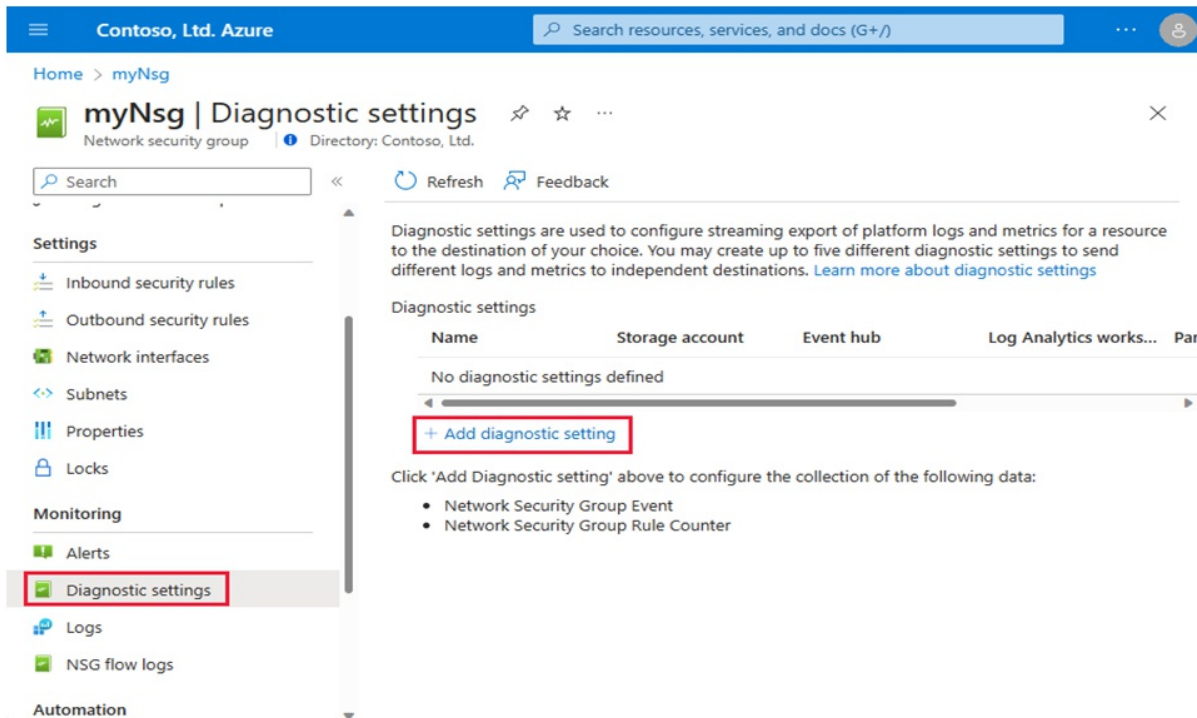 Contoso, Ltd. Azure
Search resources, services, and docs (G+/)
Home > myNsg
myNsg | Diagnostic settings
Network security group
Directory: Contoso, Ltd.
Search
Refresh
Feedback
Settings
Inbound security rules
Outbound security rules
Network interfaces
Subnets
Properties
Locks
Monitoring
Alerts
Diagnostic settings
Logs
NSG flow logs
Automation
Diagnostic settings are used to configure streaming export of platform logs and metrics for a resource
to the destination of your choice. You may create up to five different diagnostic settings to send
different logs and metrics to independent destinations. Learn more about diagnostic settings
Diagnostic settings
Name Storage account Event hub Log Analytics works... Par
No diagnostic settings defined
+ Add diagnostic setting
Click 'Add Diagnostic setting' above to configure the collection of the following data:
• Network Security Group Event
• Network Security Group Rule Counter